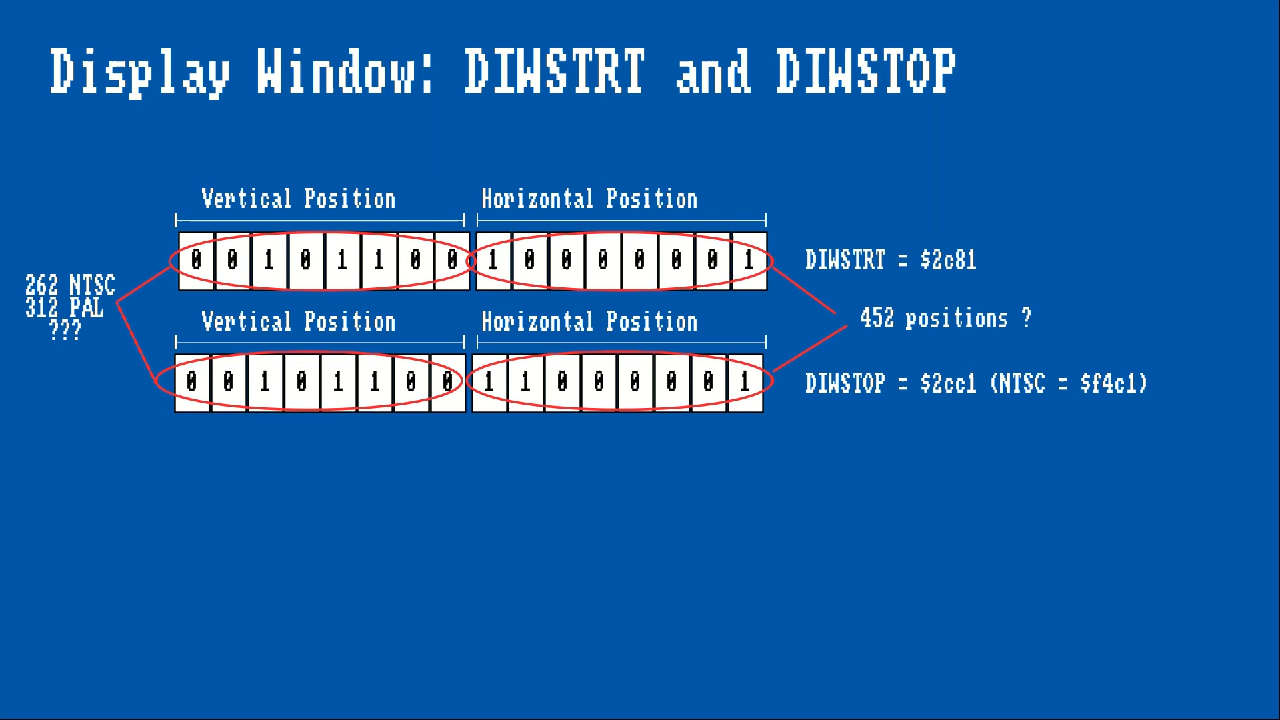 Display Window: DIWSTRT and DIWSTOP
Vertical Position Horizontal Position
0 0 1 0 1 1 0 0 1 0 0 0 0 0 0 1 DIWSTRT = $2c81
262 NTSC
312 PAL
???
452 positions ?
Vertical Position Horizontal Position
0 0 1 0 1 1 0 0 1 1 0 0 0 0 0 1 DIWSTOP = $2cc1 (NTSC = $f4c1)